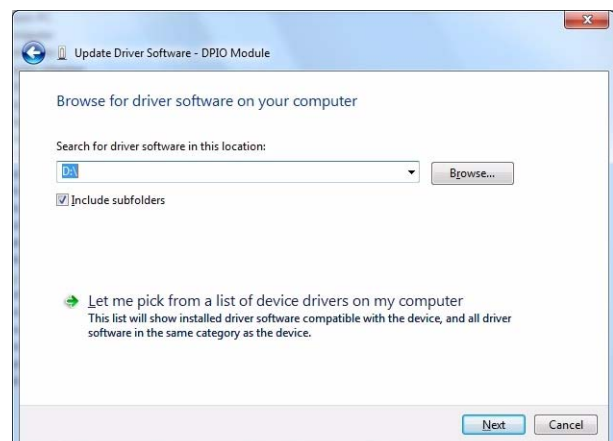 Update Driver Software - DPIO Module
Browse for driver software on your computer
Search for driver software in this location:
D:\
Browse...
Include subfolders
Let me pick from a list of device drivers on my computer
This list will show installed driver software compatible with the device, and all driver
software in the same category as the device.
Next
Cancel